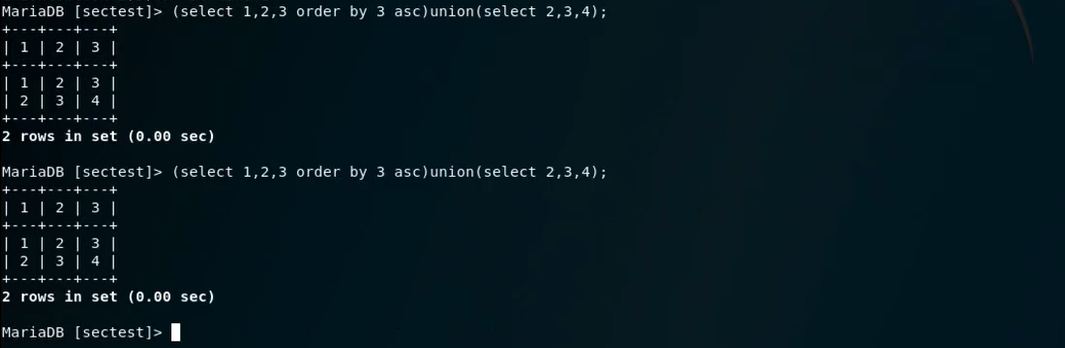 MariaDB [sectest]> (select 1,2,3 order by 3 asc)union(select 2,3,4);
+---+---+---+
| 1 | 2 | 3 |
+---+---+---+
| 1 | 2 | 3 |
| 2 | 3 | 4 |
+---+---+---+
2 rows in set (0.00 sec)
MariaDB [sectest]> (select 1,2,3 order by 3 asc)union(select 2,3,4);
+---+---+---+
| 1 | 2 | 3 |
+---+---+---+
| 1 | 2 | 3 |
| 2 | 3 | 4 |
+---+---+---+
2 rows in set (0.00 sec)
MariaDB [sectest]>